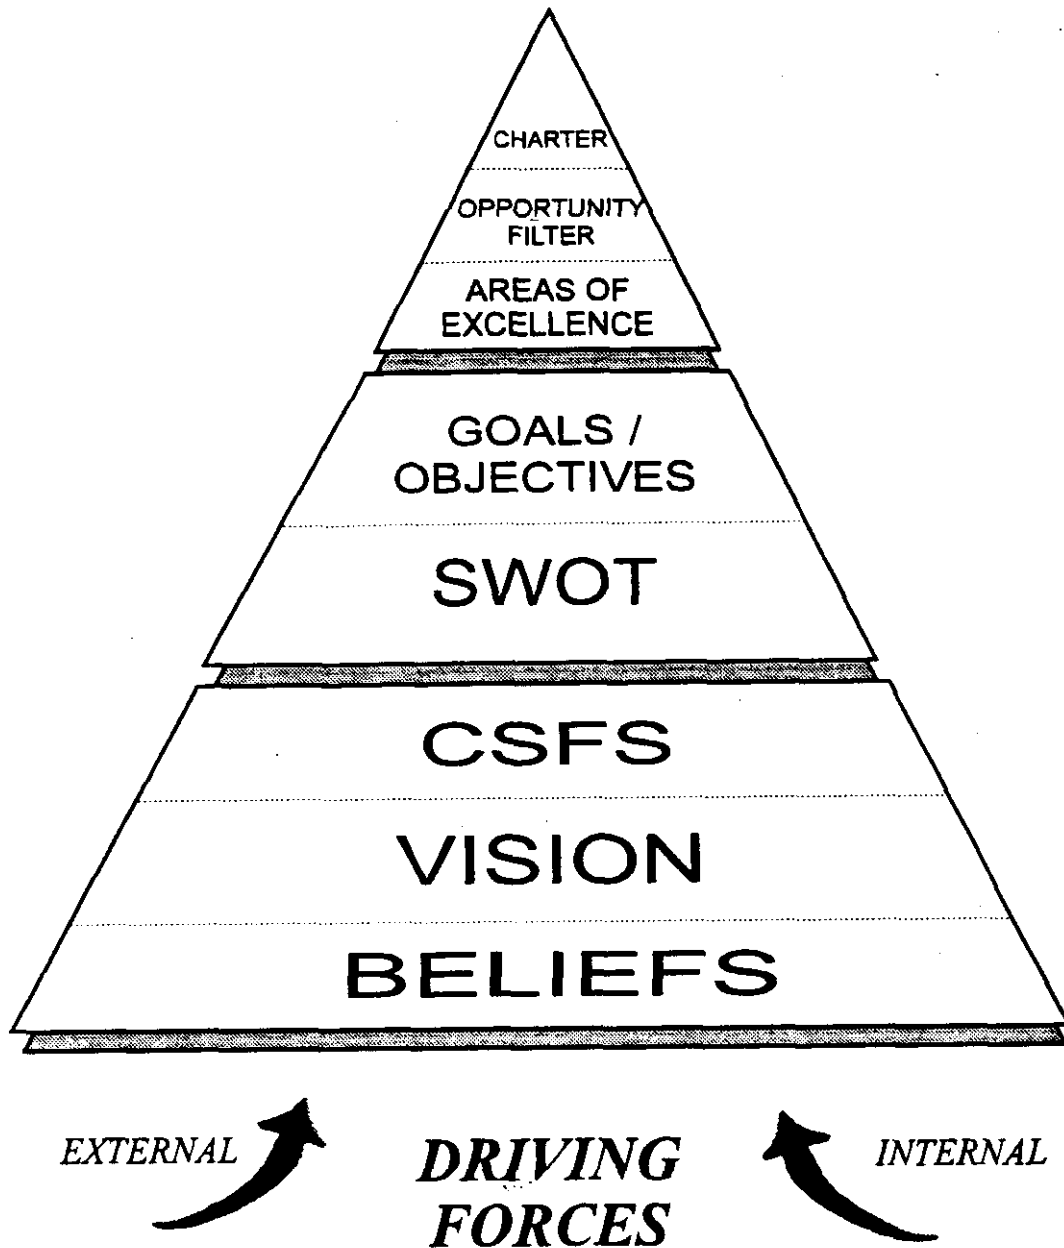 CHARTER
OPPORTUNITY
FILTER
AREAS OF
EXCELLENCE
GOALS /
OBJECTIVES
SWOT
CSFS
VISION
BELIEFS
EXTERNAL
DRIVING
FORCES
INTERNAL